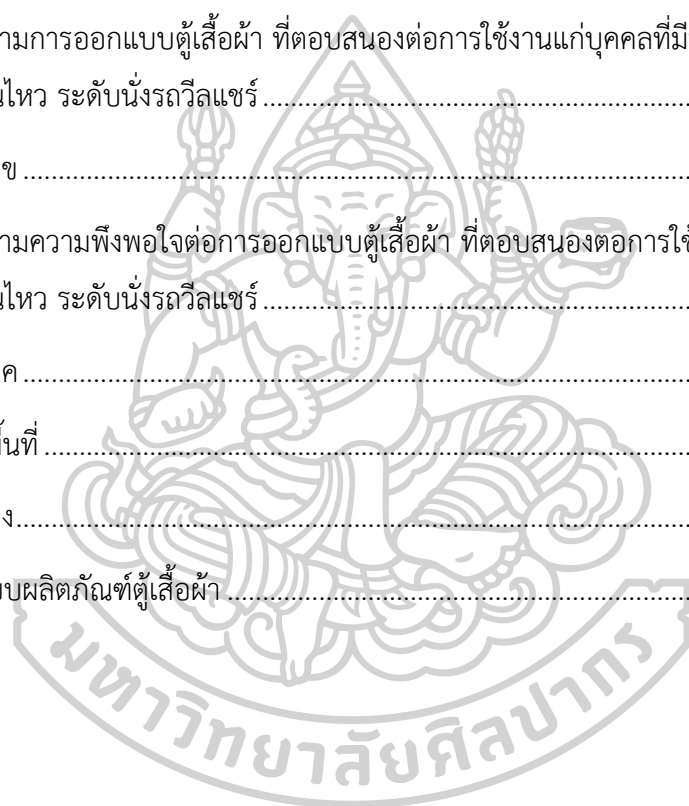 ามการออกแบบตู้เสื้อผ้า ที่ตอบสนองต่อการใช้งานแก่บุคคลที่มี
นไหว ระดับนั่งรถวีลแชร์
ข
ามความพึงพอใจต่อการออกแบบตู้เสื้อผ้า ที่ตอบสนองตอการใช้
นไหว ระดับนั่งรถวีลแชร์
ค
พื้นที่
ง
บบผลิตภัณฑ์ตู้เสื้อผ้า
มหาวิทยาลัยศิลปากร